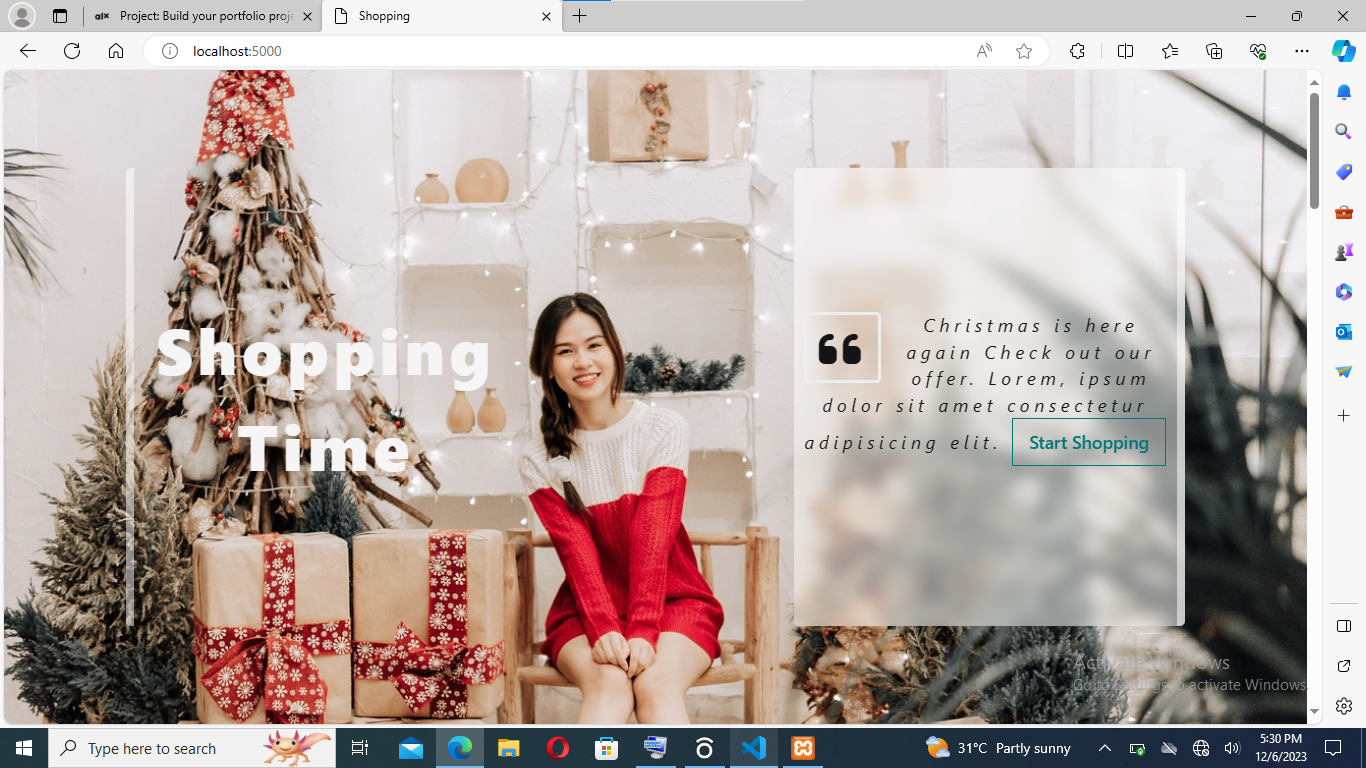 Project: Build your portfolio proje
Shopping
localhost:5000
Shopping
Time
Christmas is here
again Check out our
offer. Lorem, ipsum
dolor sit amet consectetur
adipisicing elit. Start Shopping
Activate Windows
Go to Settings to activate Windows
Type here to search
31°C Partly sunny
5:30 PM
12/6/2023